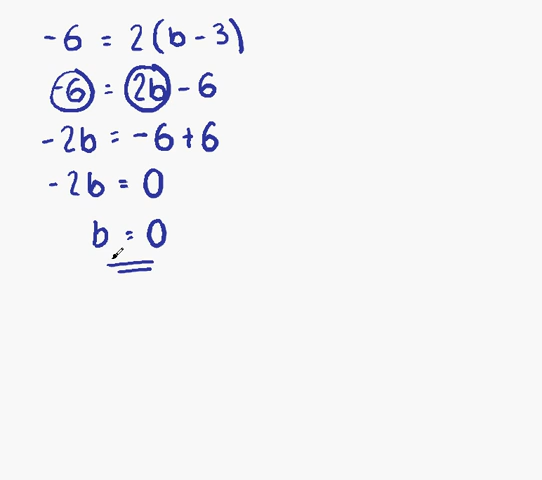 -6 = 2(b-3)
-6 = 2b - 6
-2b = -6 + 6
-2b = 0
b = 0